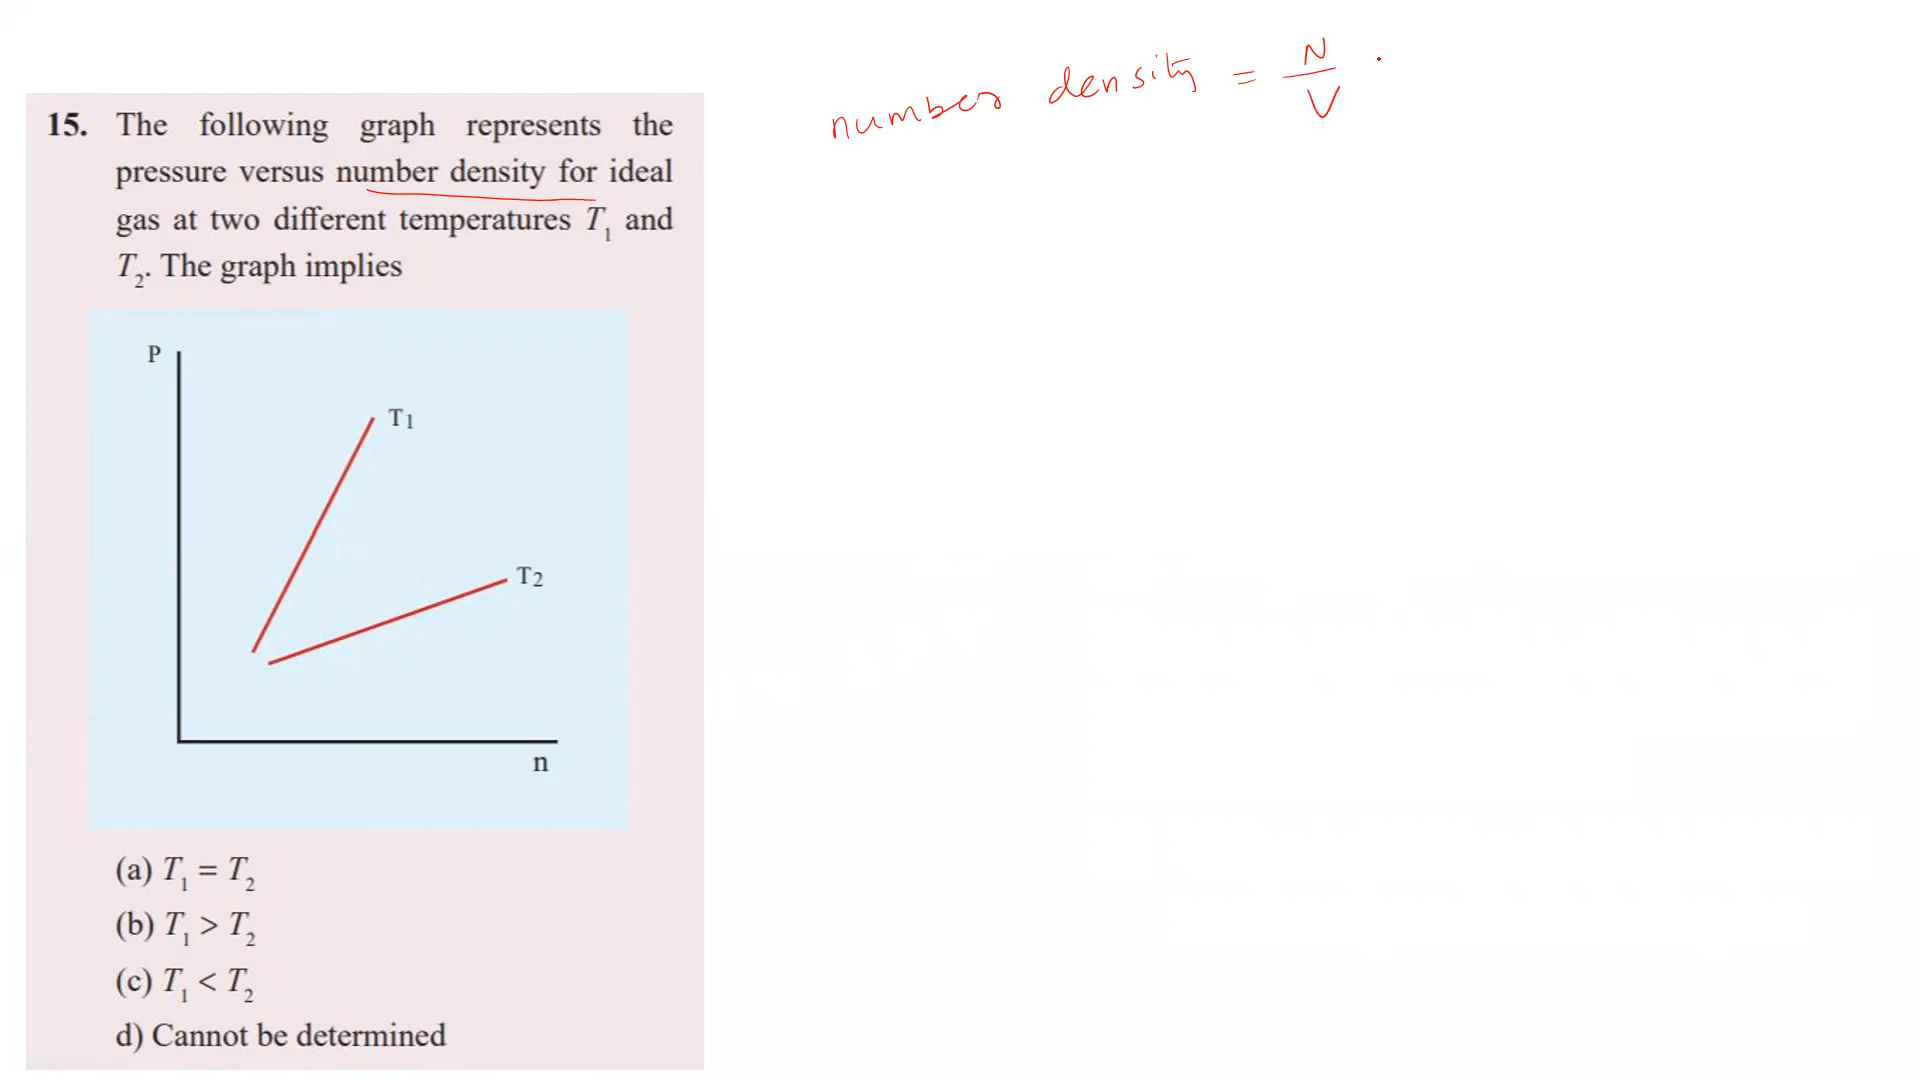 number density = N/V .
15. The following graph represents the
pressure versus number density for ideal
gas at two different temperatures T₁ and
T₂. The graph implies
P
T1
T2
n
(a) T₁ = T₂
(b) T₁ > T₂
(c) T₁ < T₂
d) Cannot be determined